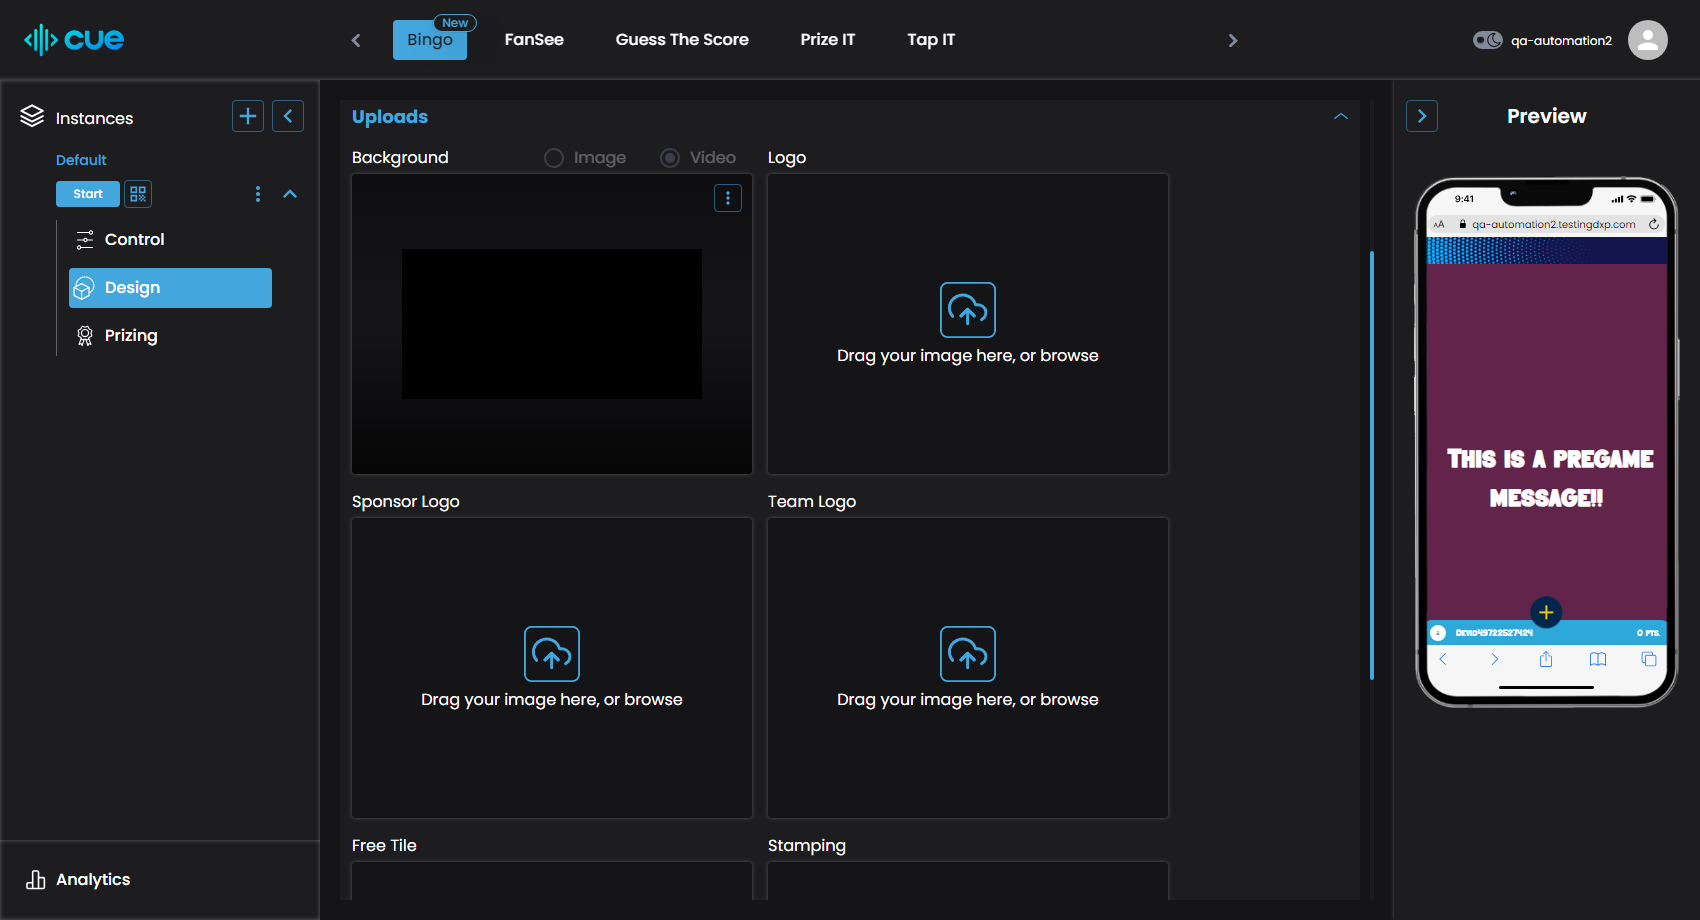 cue
New
Bingo
FanSee
Guess The Score
Prize IT
Tap IT
qa-automation2
Instances
Default
Start
Control
Design
Prizing
Analytics
Uploads
Background
Image
Video
Logo
Drag your image here, or browse
Sponsor Logo
Team Logo
Drag your image here, or browse
Drag your image here, or browse
Free Tile
Stamping
Preview
9:41
AA
qa-automation2.testingdxp.com
THIS IS A PREGAME
MESSAGE!!
DEVID49722527424
0 PTS.